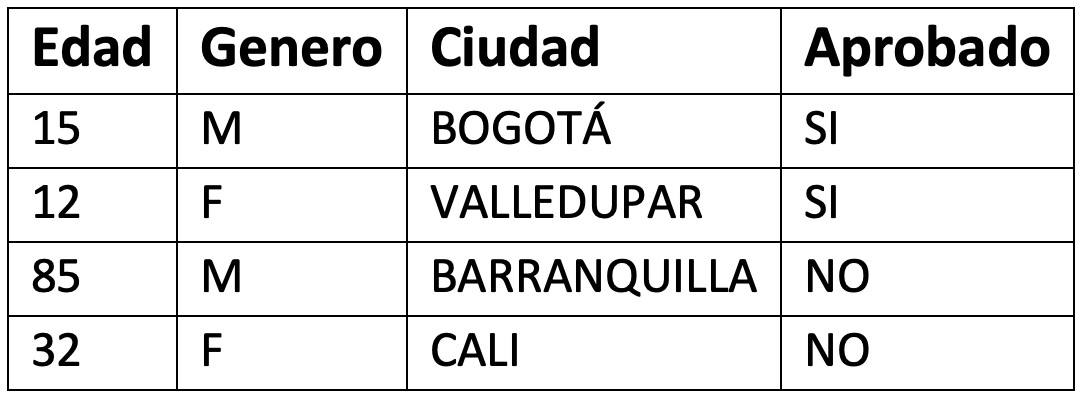 Edad Genero Ciudad Aprobado
15 M BOGOTÁ SI
12 F VALLEDUPAR SI
85 M BARRANQUILLA NO
32 F CALI NO